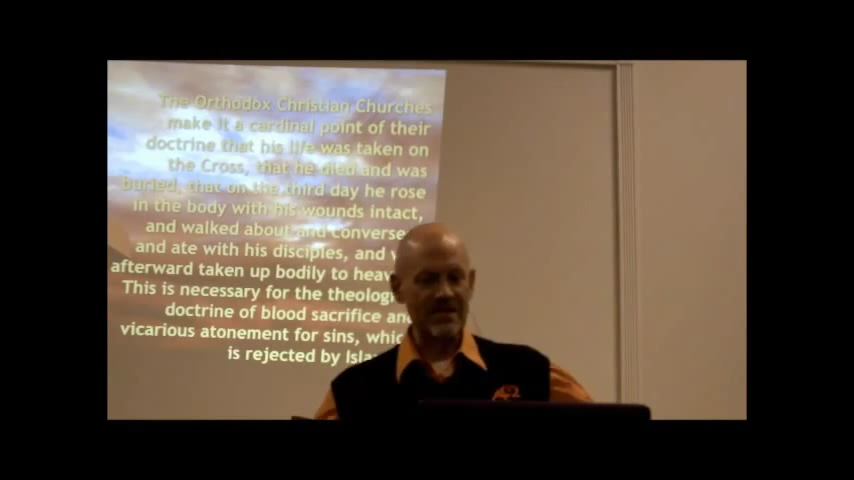 The Orthodox Christian Churches
make it a cardinal point of their
doctrine that his life was taken on
the Cross, that he died and was
buried, that on the third day he rose
in the body with his wounds intact,
and walked about and converse
and ate with his disciples, and
afterward taken up bodily to
This is necessary for the
doctrine of blood sacrifice
vicarious atonement for sins,
is rejected by